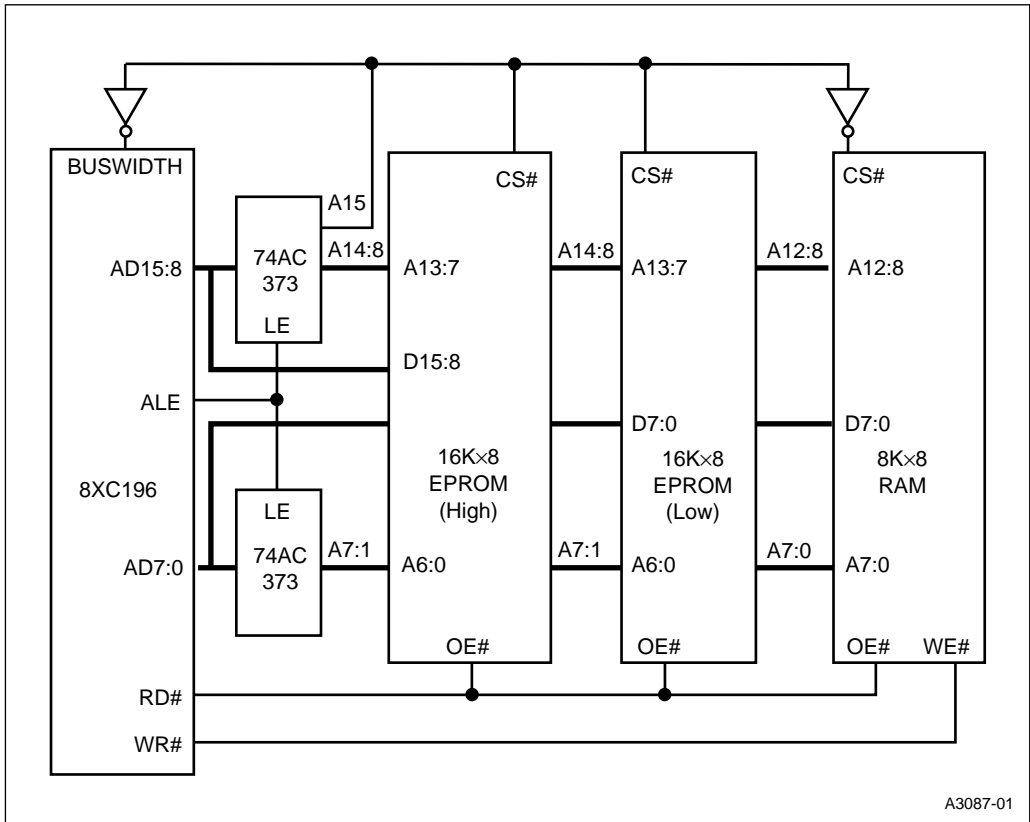 BUSWIDTH
AD15:8
ALE
8XC196
AD7:0
RD#
WR#
74AC
373
LE
A15
A14:8
LE
74AC
373
A7:1
CS#
A13:7
D15:8
16K×8
EPROM
(High)
A6:0
OE#
A14:8
A7:1
CS#
A13:7
D7:0
16K×8
EPROM
(Low)
A6:0
OE#
A12:8
A7:0
CS#
A12:8
D7:0
8K×8
RAM
A7:0
OE# WE#
A3087-01